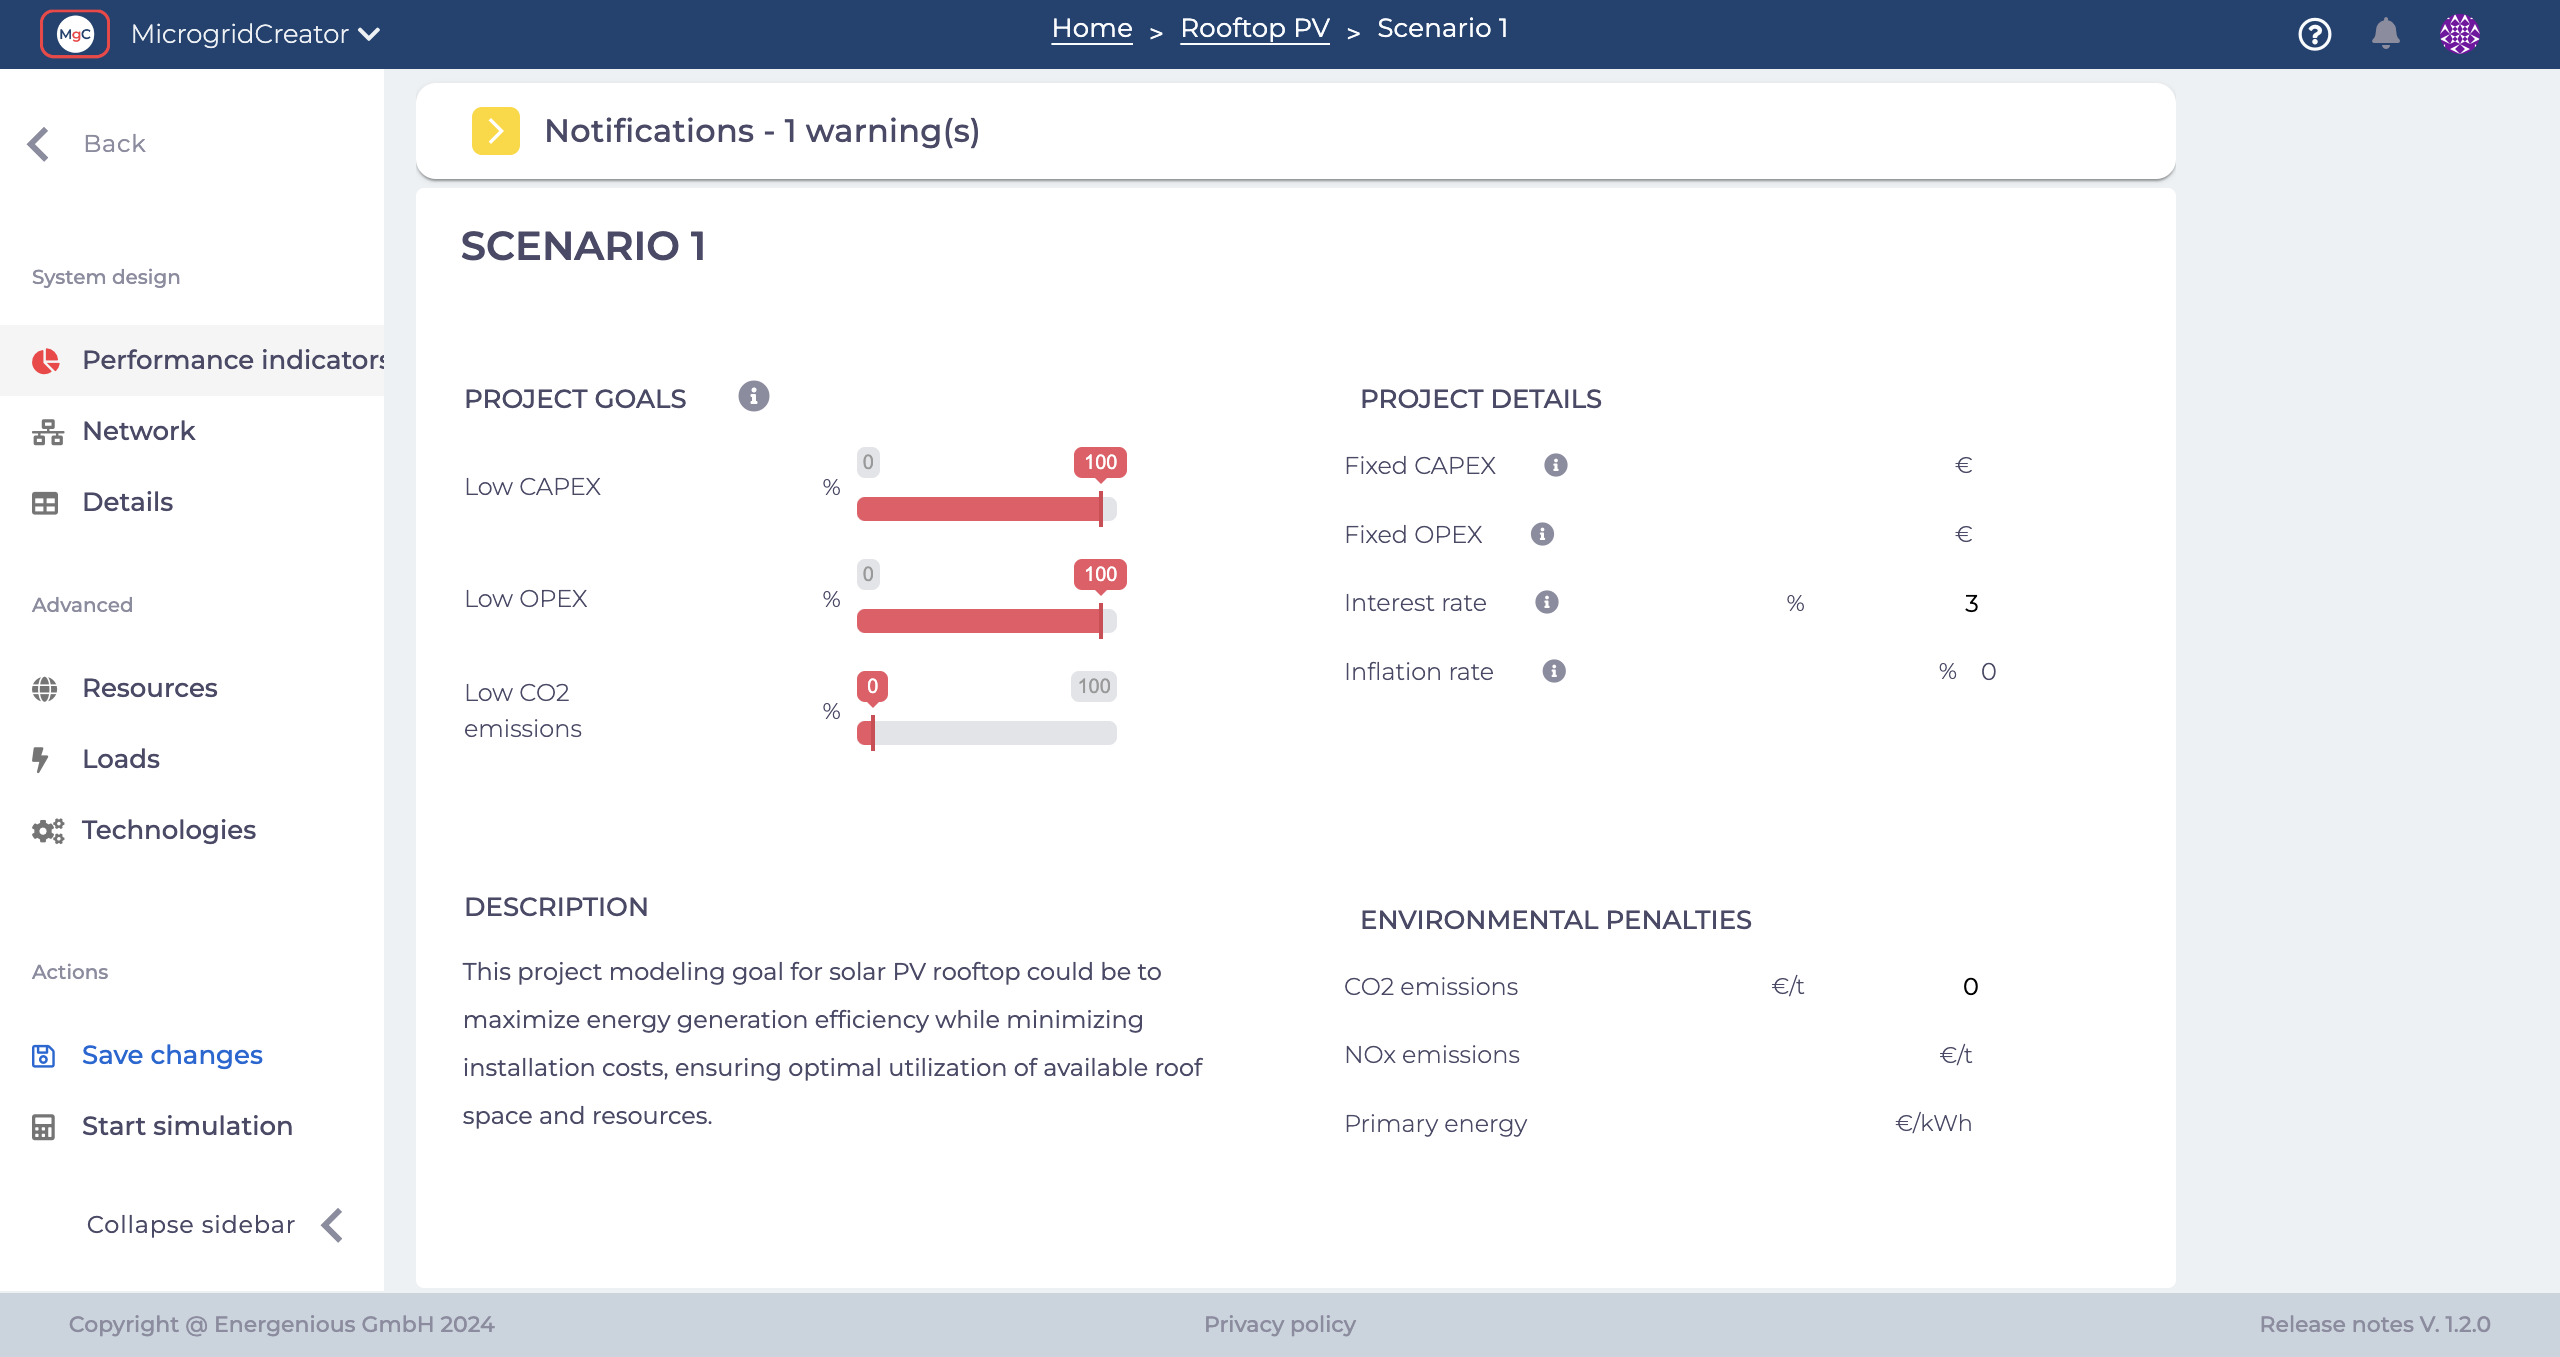 MgC MicrogridCreator
Home > Rooftop PV > Scenario 1
Back
System design
Performance indicators
Network
Details
Advanced
Resources
Loads
Technologies
Actions
Save changes
Start simulation
Collapse sidebar
Notifications - 1 warning(s)
SCENARIO 1
PROJECT GOALS
Low CAPEX % 0 100
Low OPEX % 0 100
Low CO2
emissions % 0 100
PROJECT DETAILS
Fixed CAPEX €
Fixed OPEX €
Interest rate % 3
Inflation rate % 0
DESCRIPTION
This project modeling goal for solar PV rooftop could be to
maximize energy generation efficiency while minimizing
installation costs, ensuring optimal utilization of available roof
space and resources.
ENVIRONMENTAL PENALTIES
CO2 emissions €/t 0
NOx emissions €/t
Primary energy €/kWh
Copyright @ Energenious GmbH 2024
Privacy policy
Release notes V. 1.2.0